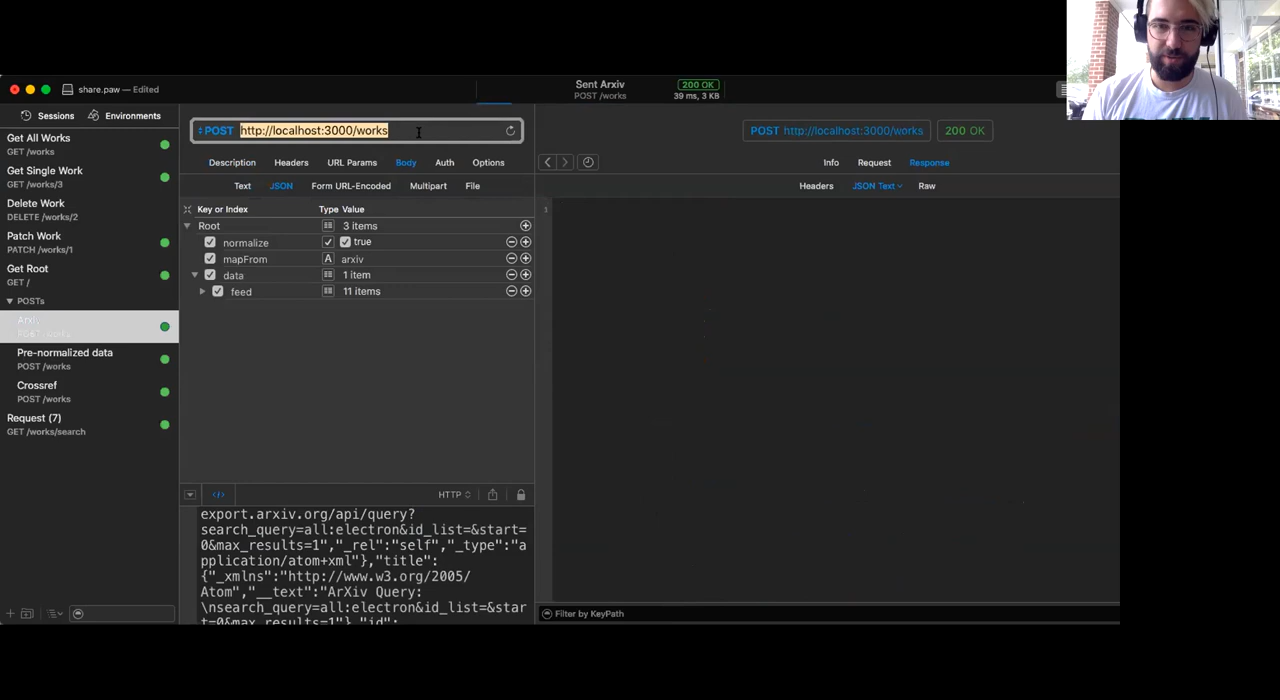 share.paw — Edited
Sent Arxiv
POST /works
200 OK
39 ms, 3 KB
Sessions
Environments
Get All Works
GET /works
Get Single Work
GET /works/3
Delete Work
DELETE /works/2
Patch Work
PATCH /works/1
Get Root
GET /
POSTs
Arxiv
POST /works
Pre-normalized data
POST /works
Crossref
POST /works
Request (7)
GET /works/search
POST http://localhost:3000/works
Description Headers URL Params Body Auth Options
Text JSON Form URL-Encoded Multipart File
Key or Index Type Value
Root 3 items
normalize true
mapFrom A arxiv
data 1 item
feed 11 items
</> HTTP
export.arxiv.org/api/query?
search_query=all:electron&id_list=&start=
0&max_results=1","_rel":"self","_type":"a
pplication/atom+xml"},"title":
{"_xmlns":"http://www.w3.org/2005/
Atom","__text":"ArXiv Query:
\nsearch_query=all:electron&id_list=&star
t=0&max_results=1"},"id":
POST http://localhost:3000/works 200 OK
Info Request Response
Headers JSON Text Raw
1
Filter by KeyPath